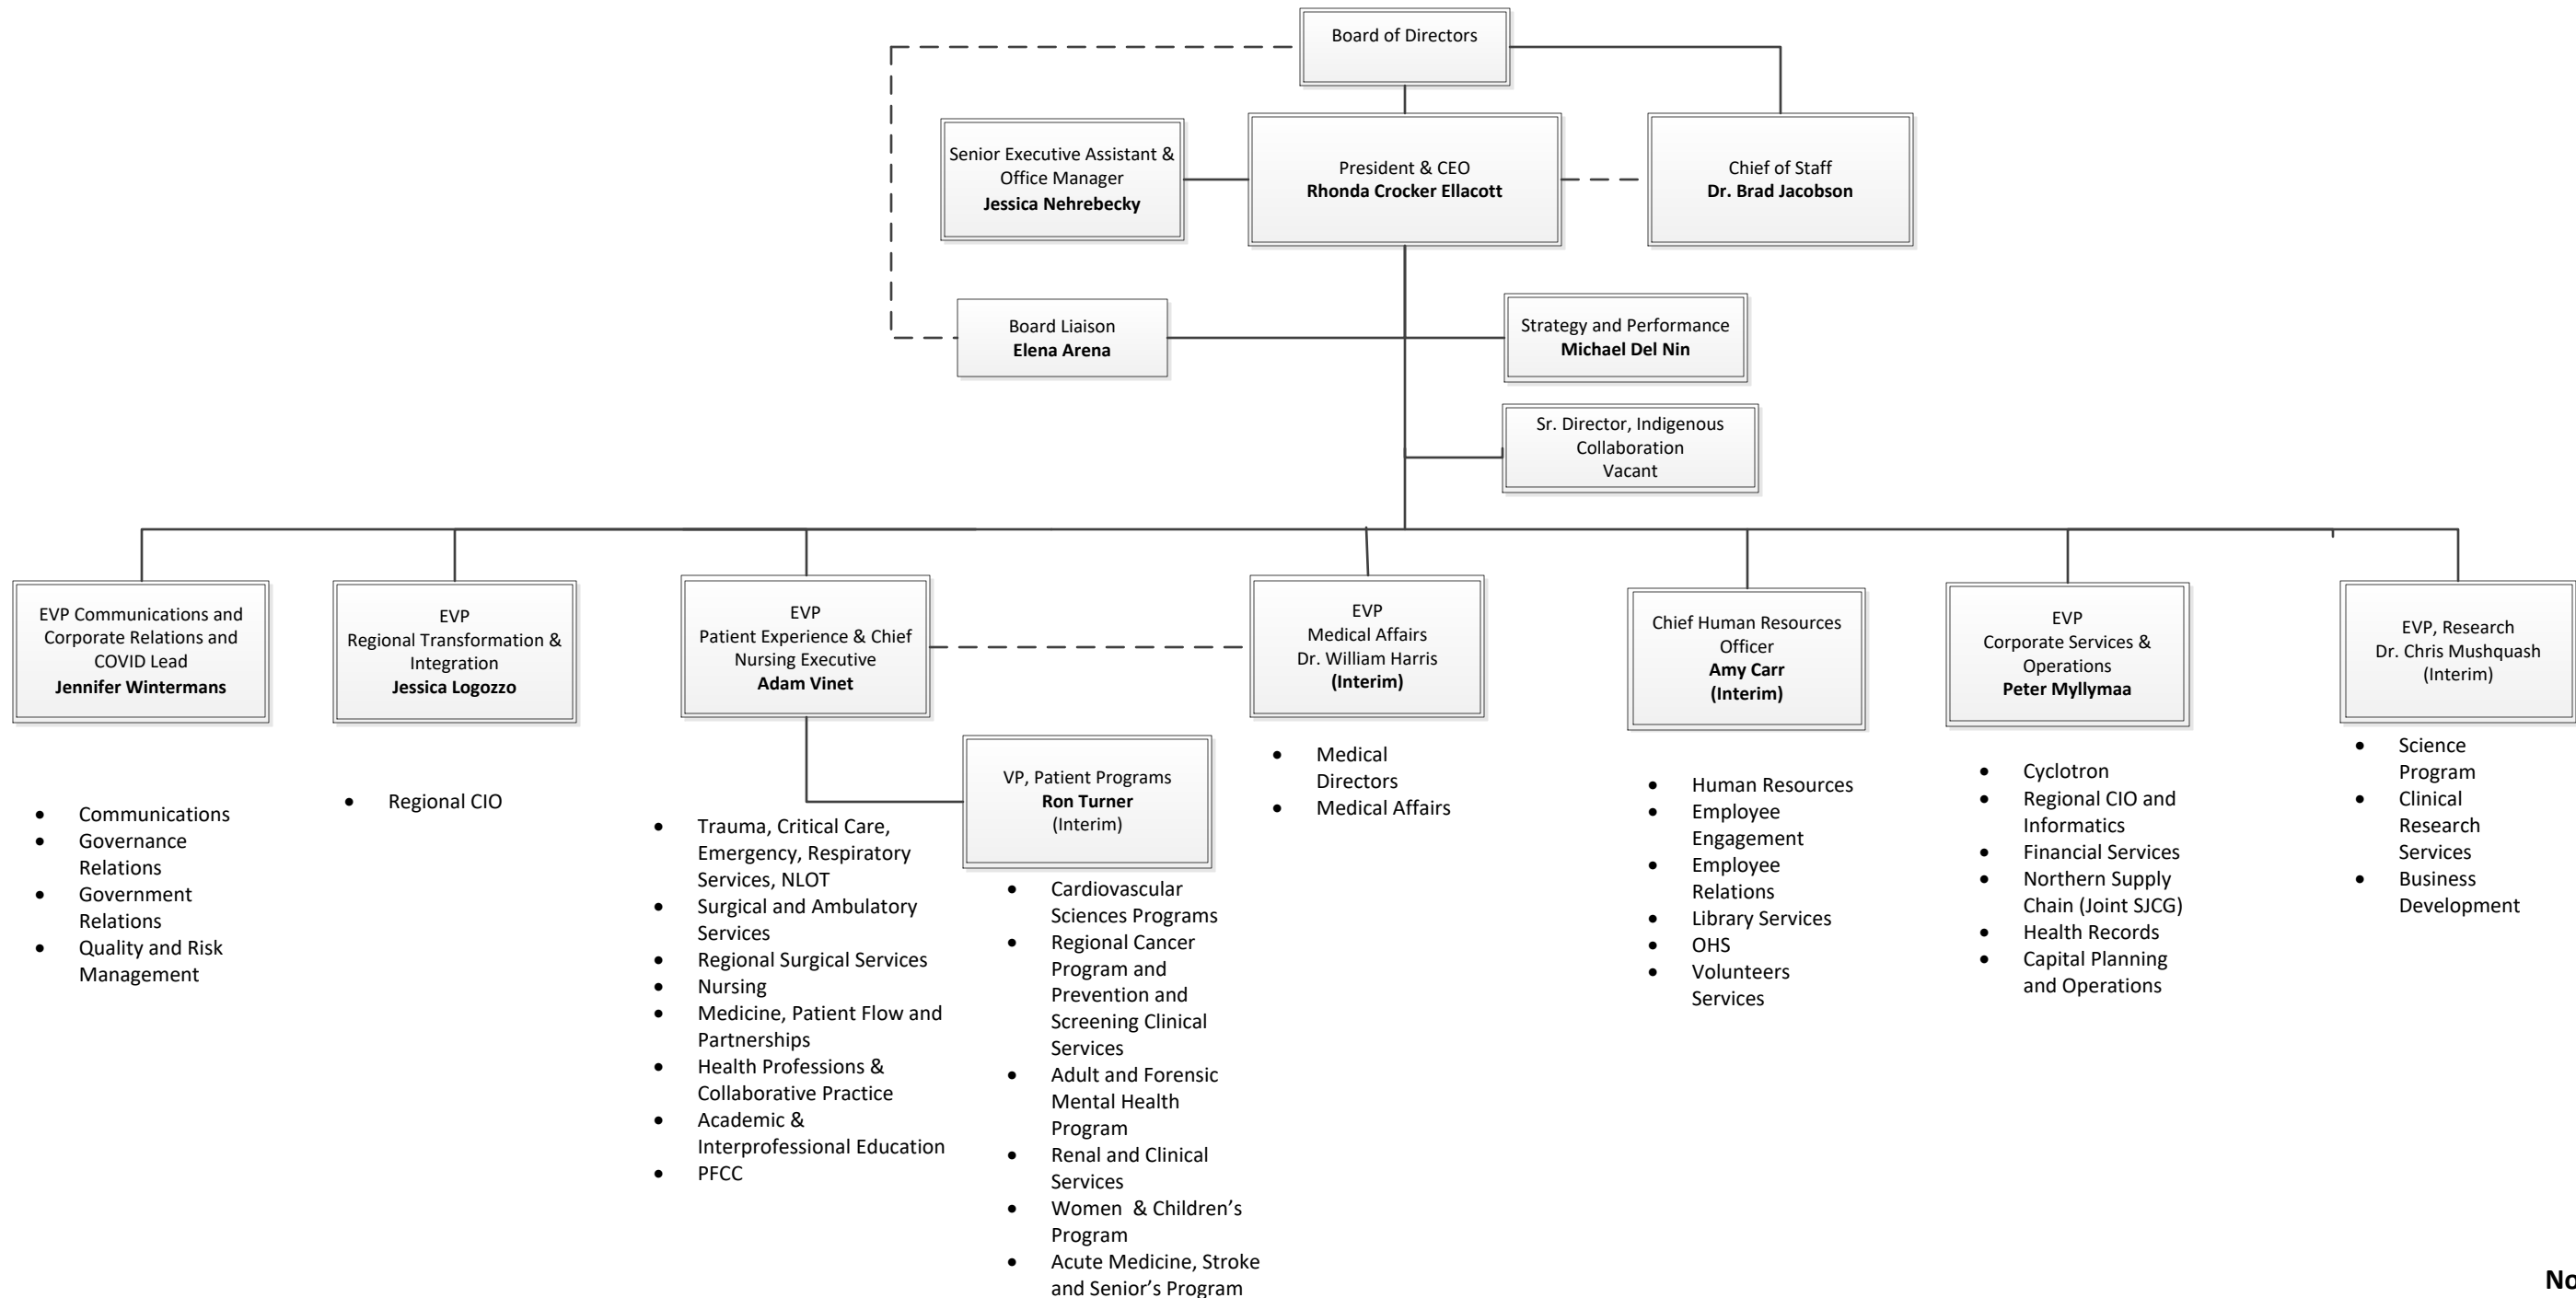 Board of Directors
Senior Executive Assistant &
Office Manager
Jessica Nehrebecky
President & CEO
Rhonda Crocker Ellacott
Chief of Staff
Dr. Brad Jacobson
Board Liaison
Elena Arena
Strategy and Performance
Michael Del Nin
Sr. Director, Indigenous
Collaboration
Vacant
EVP Communications and
Corporate Relations and
COVID Lead
Jennifer Wintermans
• Communications
• Governance
Relations
• Government
Relations
• Quality and Risk
Management
EVP
Regional Transformation &
Integration
Jessica Logozzo
• Regional CIO
EVP
Patient Experience & Chief
Nursing Executive
Adam Vinet
• Trauma, Critical Care,
Emergency, Respiratory
Services, NLOT
• Surgical and Ambulatory
Services
• Regional Surgical Services
• Nursing
• Medicine, Patient Flow and
Partnerships
• Health Professions &
Collaborative Practice
• Academic &
Interprofessional Education
• PFCC
VP, Patient Programs
Ron Turner
(Interim)
• Cardiovascular
Sciences Programs
• Regional Cancer
Program and
Prevention and
Screening Clinical
Services
• Adult and Forensic
Mental Health
Program
• Renal and Clinical
Services
• Women & Children’s
Program
• Acute Medicine, Stroke
and Senior’s Program
EVP
Medical Affairs
Dr. William Harris
(Interim)
• Medical
Directors
• Medical Affairs
Chief Human Resources
Officer
Amy Carr
(Interim)
• Human Resources
• Employee
Engagement
• Employee
Relations
• Library Services
• OHS
• Volunteers
Services
EVP
Corporate Services &
Operations
Peter Myllymaa
• Cyclotron
• Regional CIO and
Informatics
• Financial Services
• Northern Supply
Chain (Joint SJCG)
• Health Records
• Capital Planning
and Operations
EVP, Research
Dr. Chris Mushquash
(Interim)
• Science
Program
• Clinical
Research
Services
• Business
Development